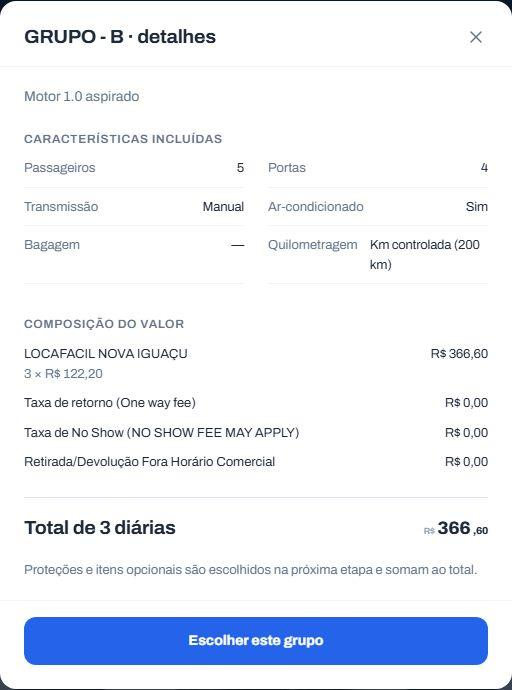 GRUPO - B · detalhes
Motor 1.0 aspirado
CARACTERÍSTICAS INCLUÍDAS
Passageiros 5
Portas 4
Transmissão Manual
Ar-condicionado Sim
Bagagem —
Quilometragem Km controlada (200
km)
COMPOSIÇÃO DO VALOR
LOCAFACIL NOVA IGUAÇU R$ 366,60
3 × R$ 122,20
Taxa de retorno (One way fee) R$ 0,00
Taxa de No Show (NO SHOW FEE MAY APPLY) R$ 0,00
Retirada/Devolução Fora Horário Comercial R$ 0,00
Total de 3 diárias R$ 366,60
Proteções e itens opcionais são escolhidos na próxima etapa e somam ao total.
Escolher este grupo